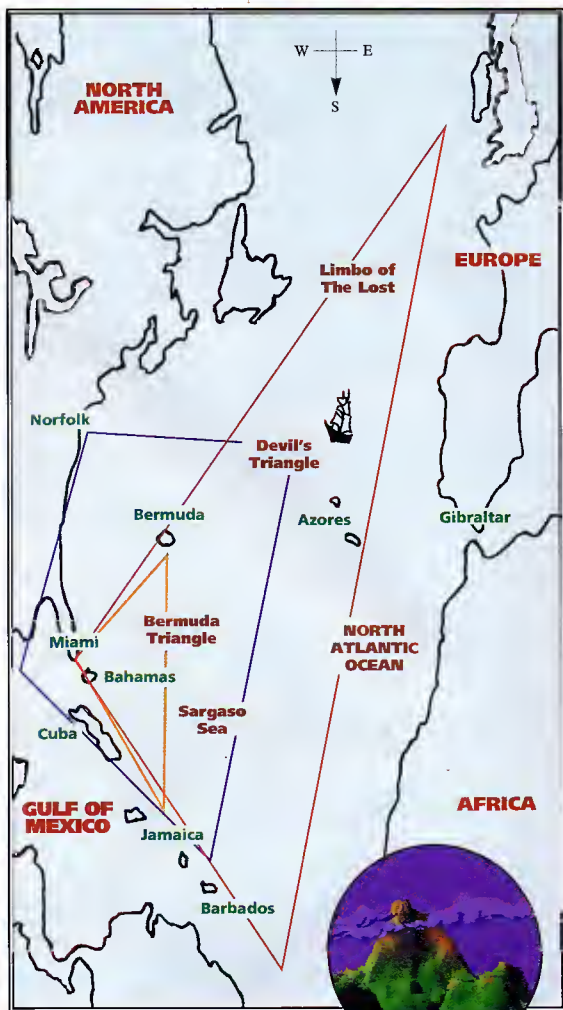 W E
S
NORTH
AMERICA
EUROPE
Limbo of
The Lost
Norfolk
Devil's
Triangle
Bermuda
Azores
Gibraltar
Bermuda
Triangle
Miami
NORTH
ATLANTIC
OCEAN
Bahamas
Sargaso
Sea
Cuba
GULF OF
MEXICO
AFRICA
Jamaica
Barbados